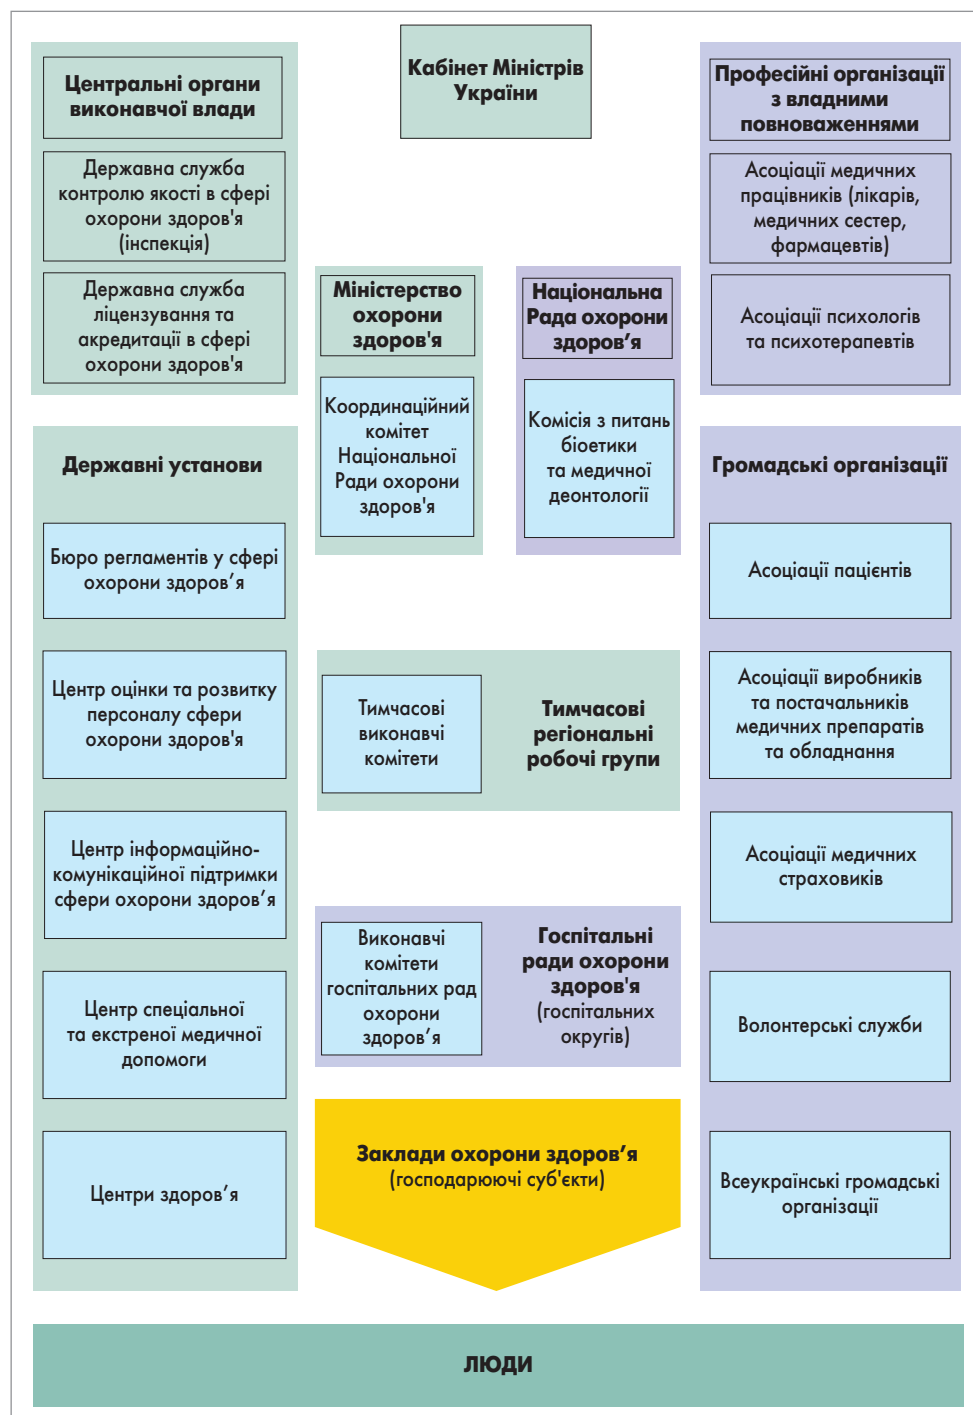 Кабінет Міністрів
України
Центральні органи
виконавчої влади
Державна служба
контролю якості в сфері
охорони здоров'я
(інспекція)
Державна служба
ліцензування та
акредитації в сфері
охорони здоров'я
Професійні організації
з владними
повноваженнями
Асоціації медичних
працівників (лікарів,
медичних сестер,
фармацевтів)
Асоціації психологів
та психотерапевтів
Міністерство
охорони
здоров'я
Координаційний
комітет
Національної
Ради охорони
здоров'я
Національна
Рада охорони
здоров’я
Комісія з питань
біоетики
та медичної
деонтології
Державні установи
Бюро регламентів у сфері
охорони здоров’я
Центр оцінки та розвитку
персоналу сфери
охорони здоров'я
Центр інформаційно-
комунікаційної підтримки
сфери охорони здоров’я
Центр спеціальної
та екстреної медичної
допомоги
Центри здоров’я
Тимчасові
виконавчі
комітети
Тимчасові
регіональні
робочі групи
Виконавчі
комітети
госпітальних рад
охорони
здоров’я
Госпітальні
ради охорони
здоров'я
(госпітальних
округів)
Громадські організації
Асоціації пацієнтів
Асоціації виробників
та постачальників
медичних препаратів
та обладнання
Асоціації медичних
страховиків
Волонтерські служби
Всеукраїнські громадські
організації
Заклади охорони здоров’я
(господарюючі суб'єкти)
ЛЮДИ